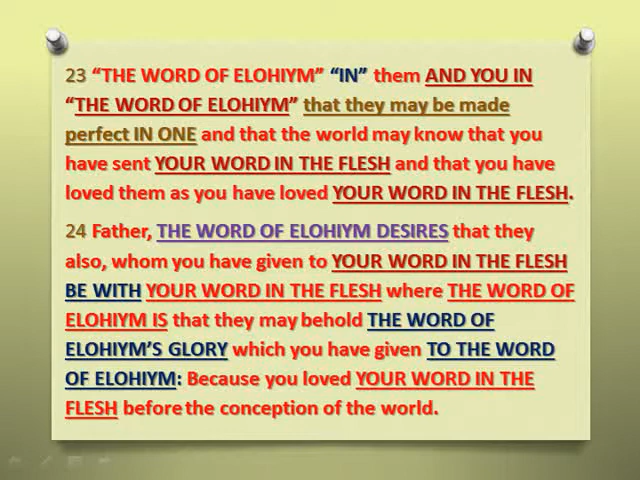 23 “THE WORD OF ELOHIYM” “IN” them AND YOU IN
“THE WORD OF ELOHIYM” that they may be made
perfect IN ONE and that the world may know that you
have sent YOUR WORD IN THE FLESH and that you have
loved them as you have loved YOUR WORD IN THE FLESH.
24 Father, THE WORD OF ELOHIYM DESIRES that they
also, whom you have given to YOUR WORD IN THE FLESH
BE WITH YOUR WORD IN THE FLESH where THE WORD OF
ELOHIYM IS that they may behold THE WORD OF
ELOHIYM’S GLORY which you have given TO THE WORD
OF ELOHIYM: Because you loved YOUR WORD IN THE
FLESH before the conception of the world.